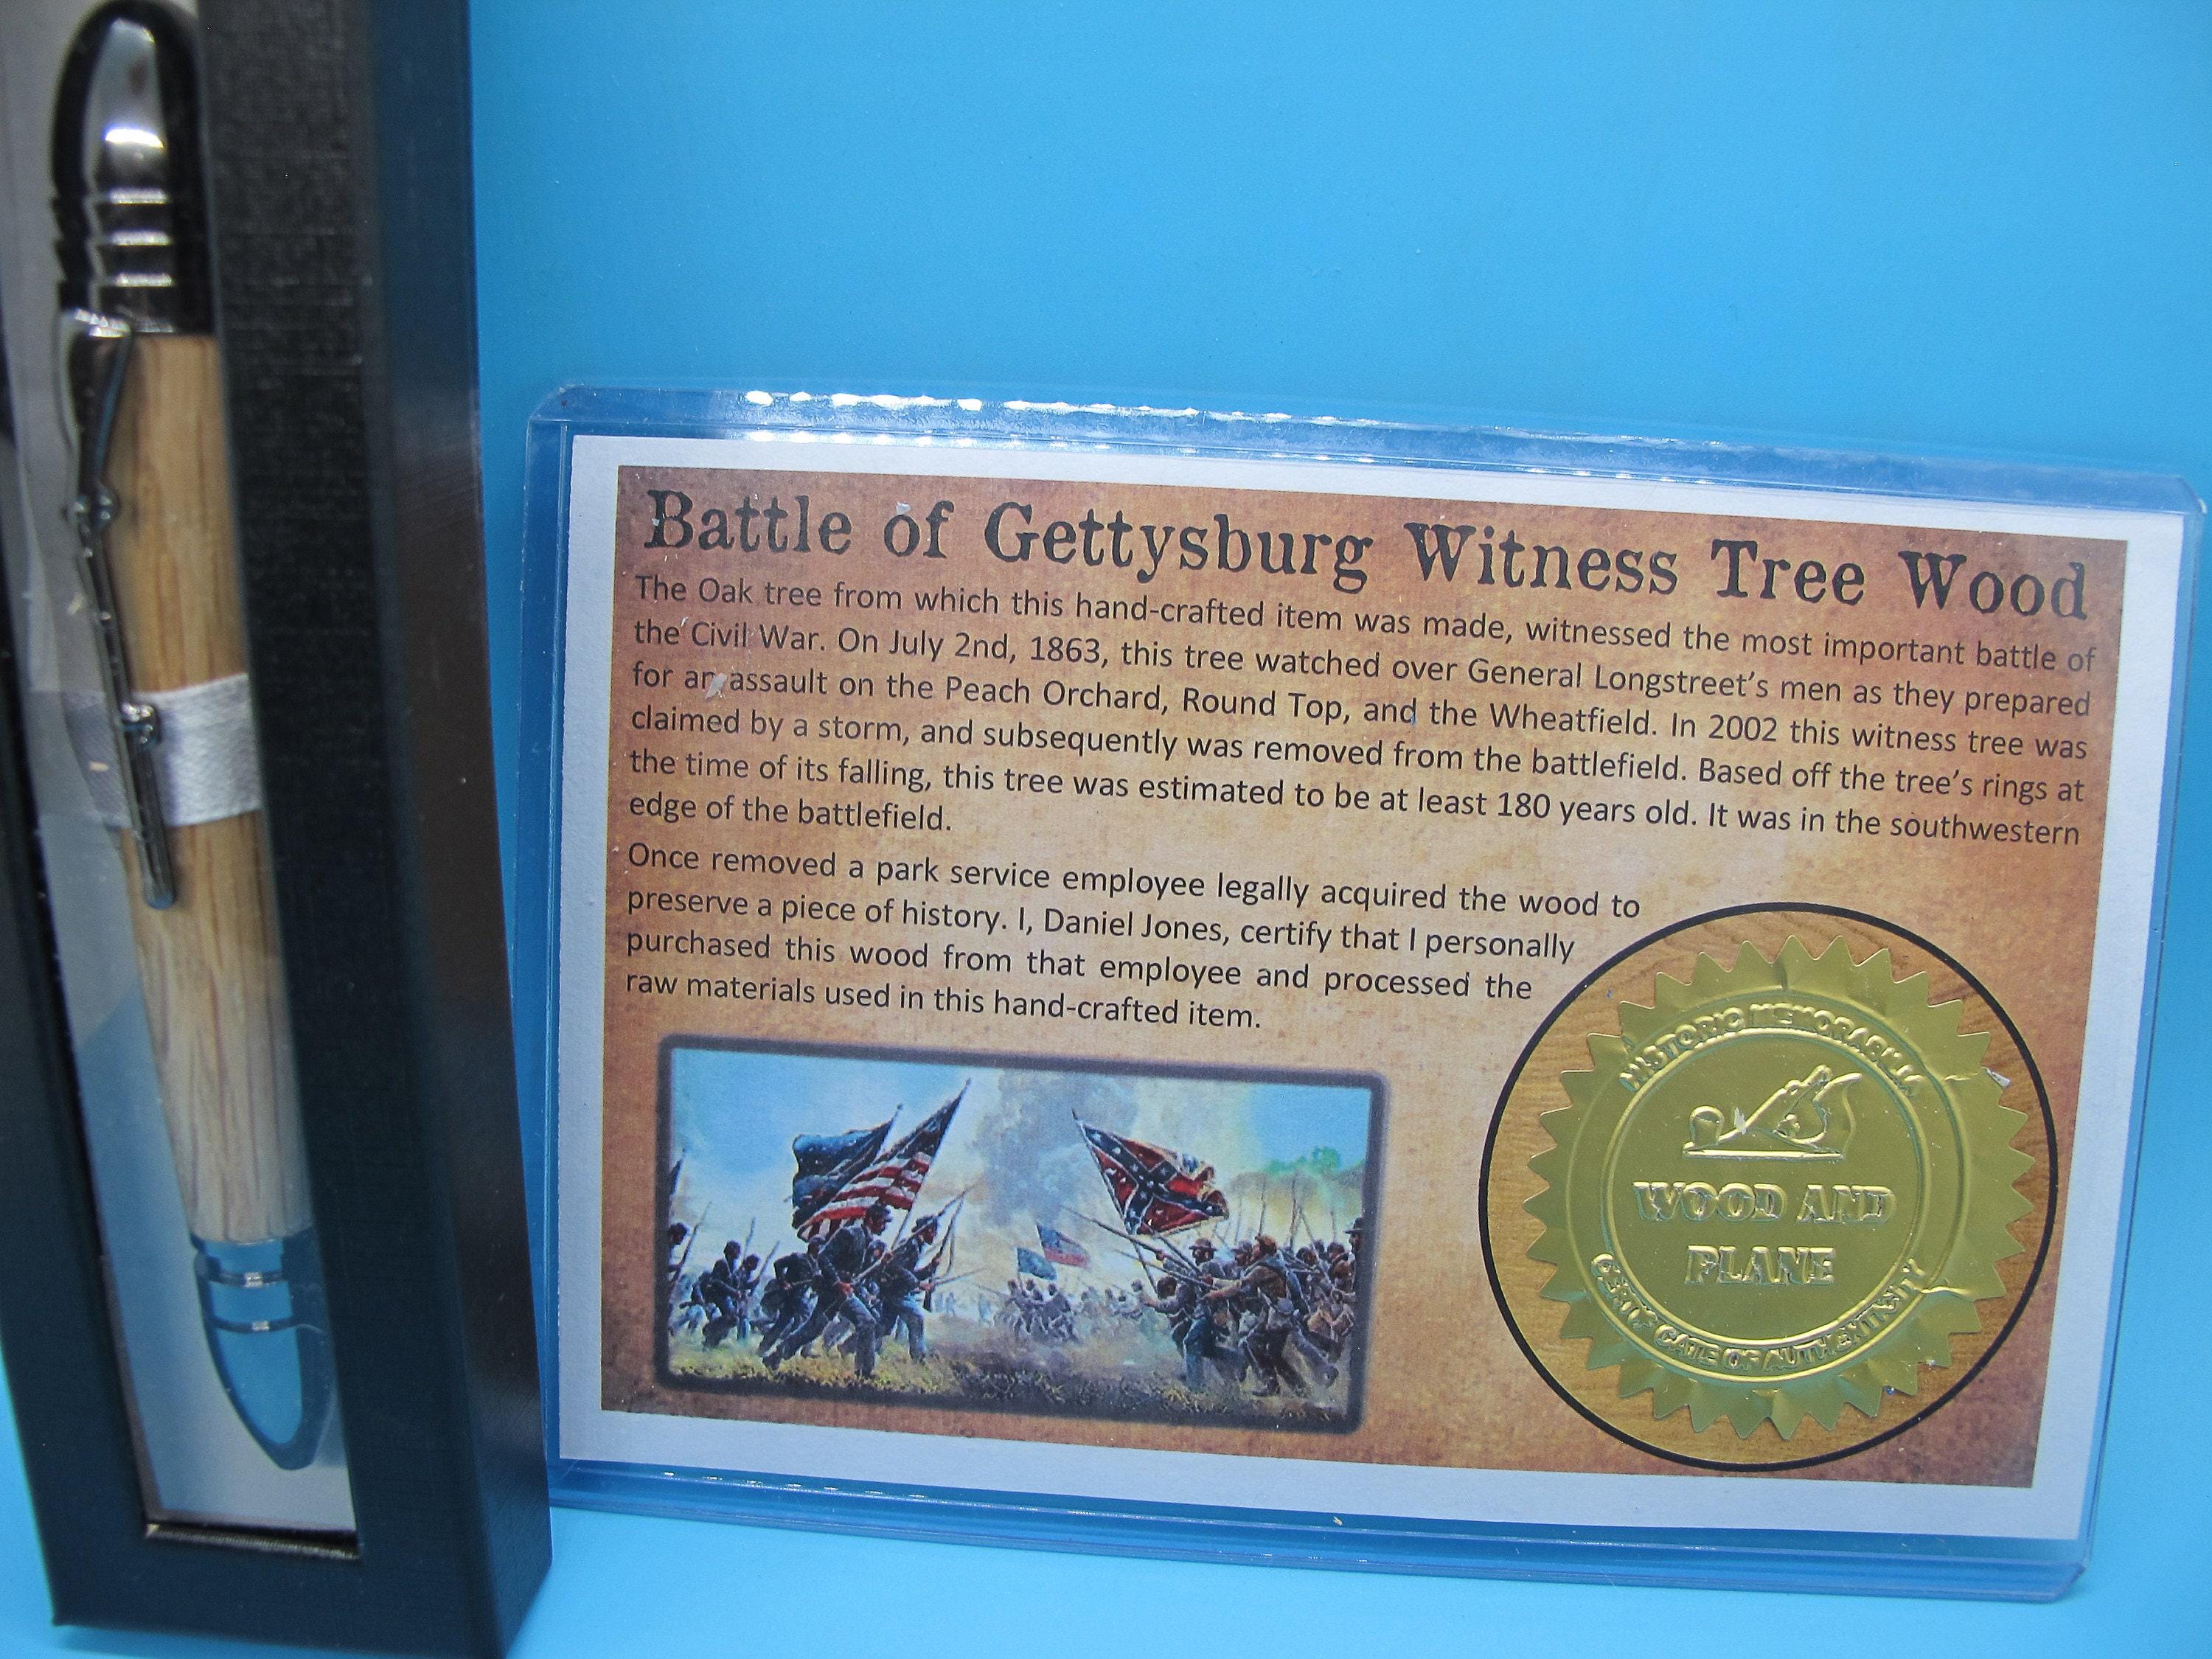 Battle of Gettysburg Witness Tree Wood
The Oak tree from which this hand-crafted item was made, witnessed the most important battle of
the Civil War. On July 2nd, 1863, this tree watched over General Longstreet's men as they prepared
for an assault on the Peach Orchard, Round Top, and the Wheatfield. In 2002 this witness tree was
claimed by a storm, and subsequently was removed from the battlefield. Based off the tree's rings at
the time of its falling, this tree was estimated to be at least 180 years old. It was in the southwestern
edge of the battlefield.
Once removed a park service employee legally acquired the wood to
preserve a piece of history. I, Daniel Jones, certify that I personally
purchased this wood from that employee and processed the
raw materials used in this hand-crafted item.
HISTORIC MEMORABILIA
WOOD AND
PLANE
CERTIFICATE OF AUTHENTICITY